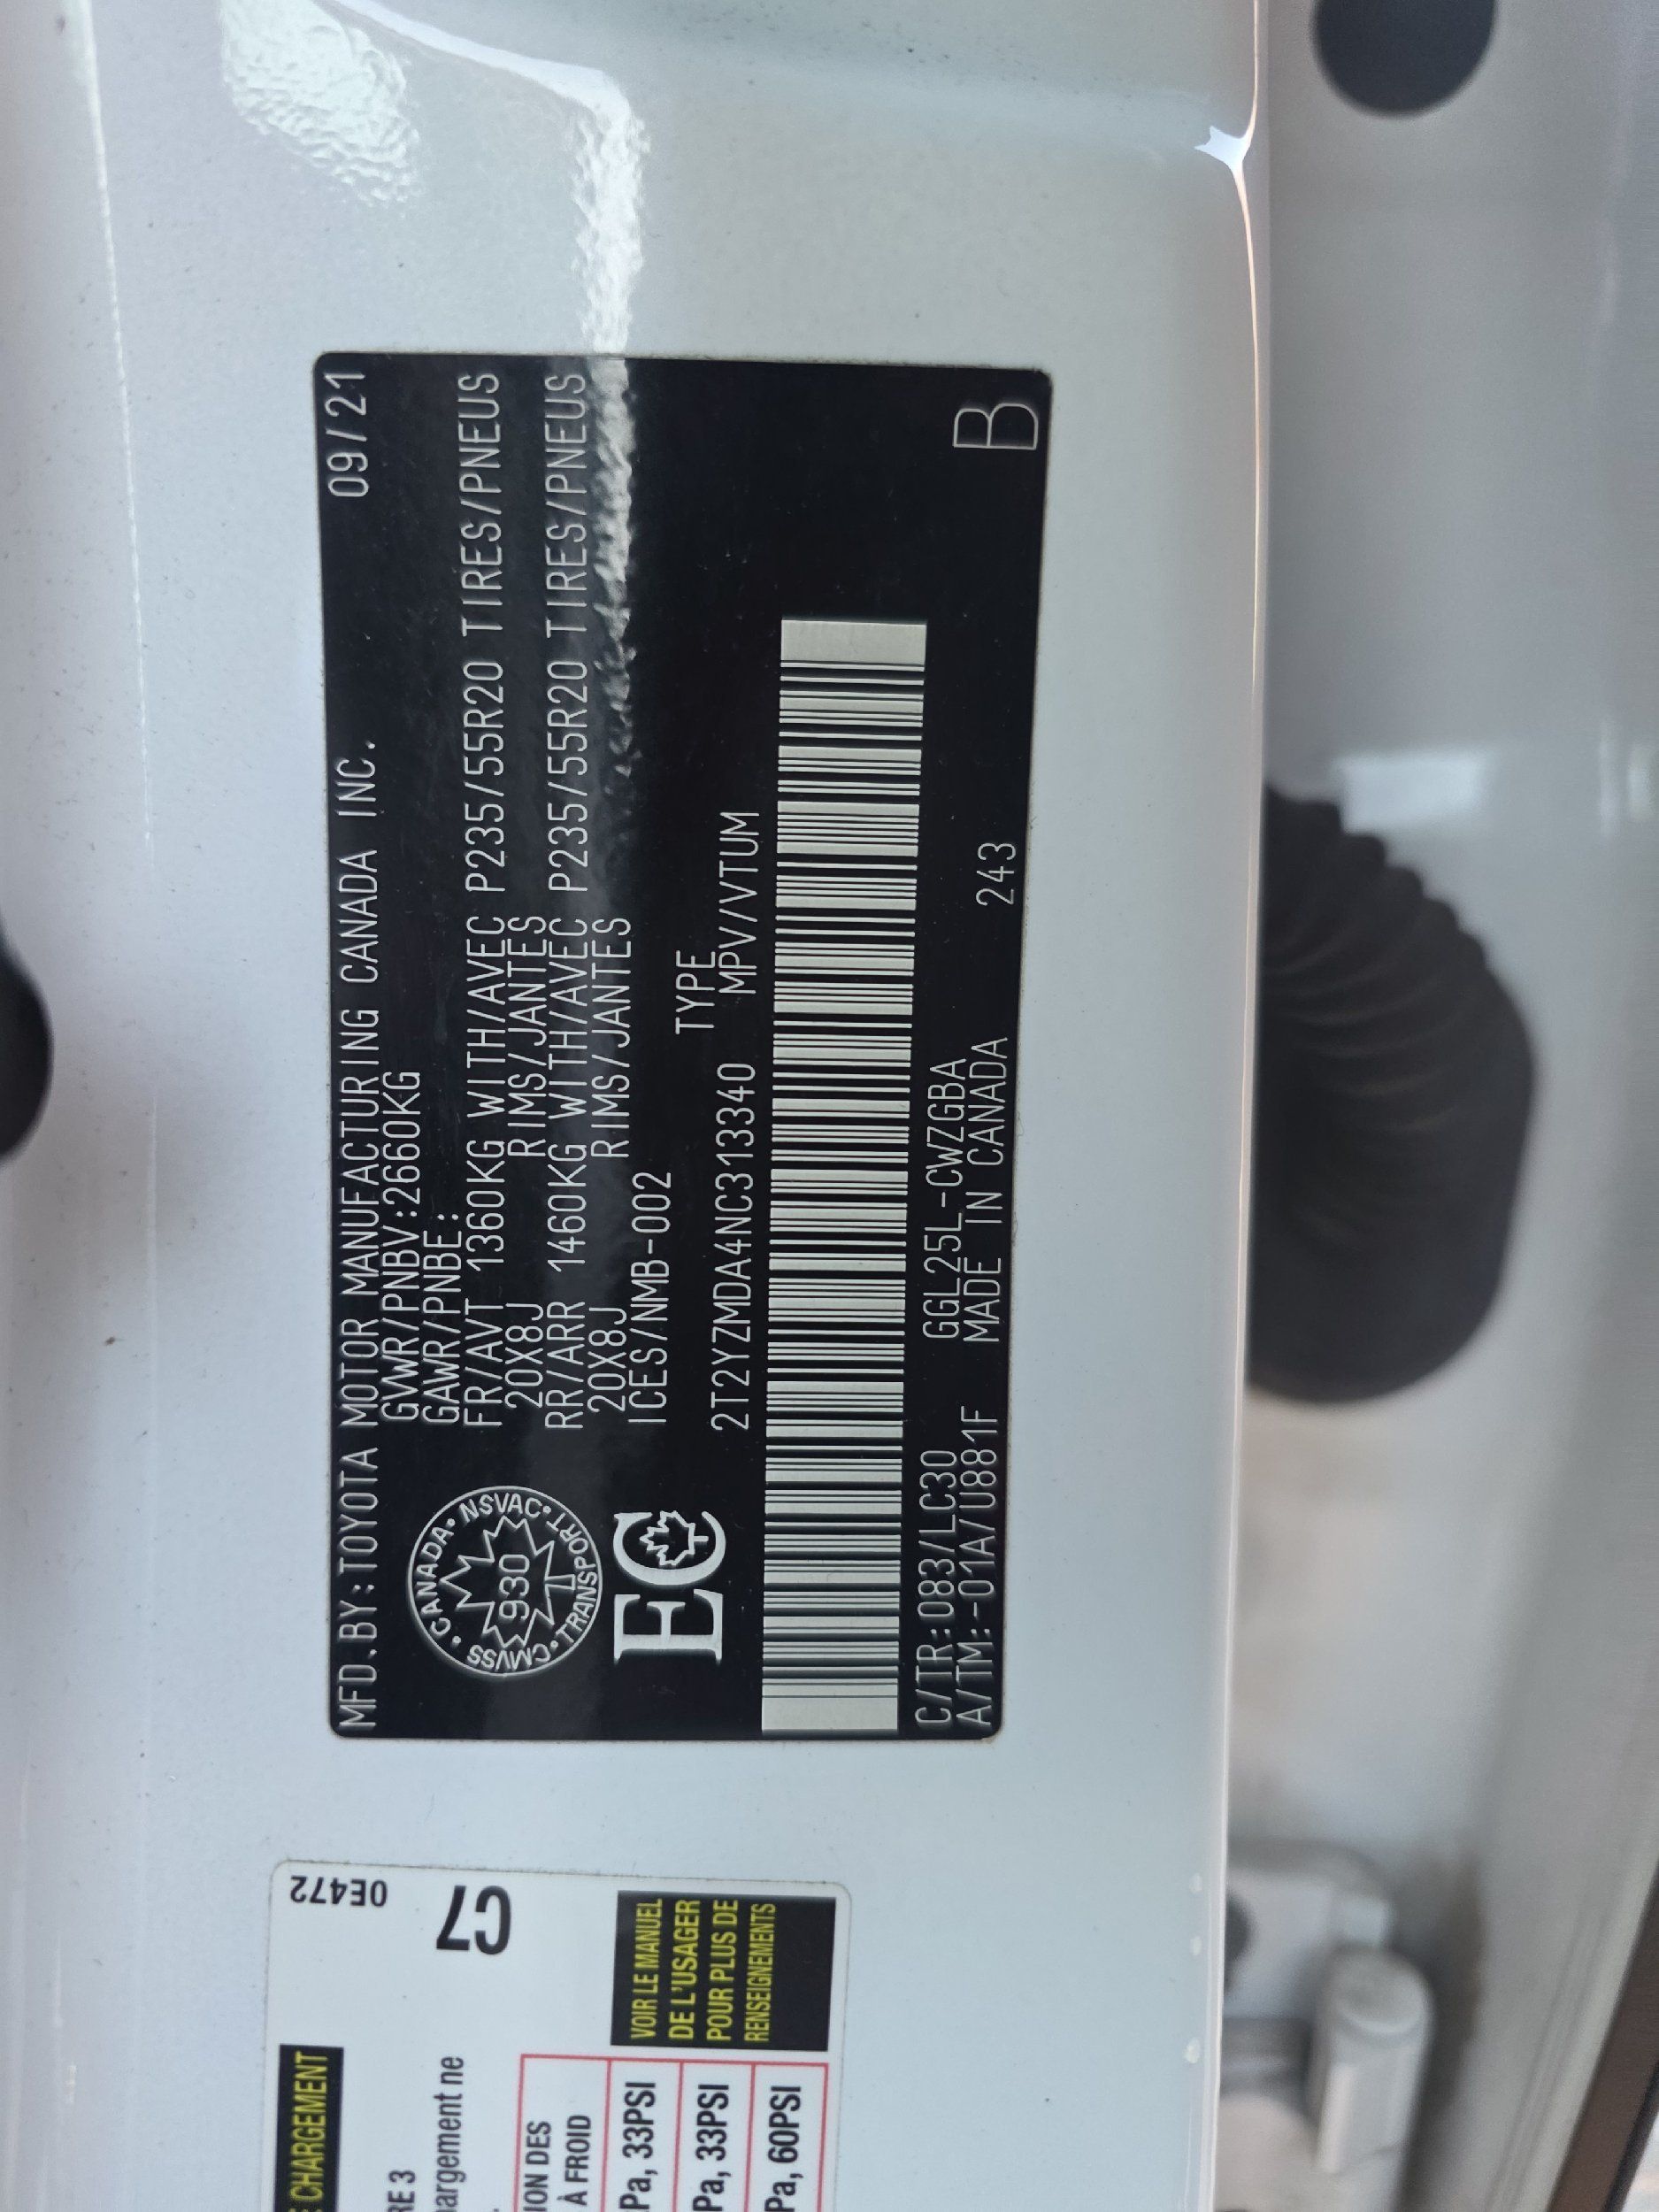 MFD.BY:TOYOTA MOTOR MANUFACTURING CANADA INC. 09/21
GVWR/PNBV:2660KG
GAWR/PNBE:
FR/AVT 1360KG WITH/AVEC P235/55R20 TIRES/PNEUS
20X8J RIMS/JANTES
RR/ARR 1460KG WITH/AVEC P235/55R20 TIRES/PNEUS
20X8J RIMS/JANTES
ICES/NMB-002
CANADA • NSVAC • TRANSPORT • CMVSS
930
EC
TYPE
2T2YZMDA4NC313340 MPV/VTUM
C/TR:083/LC30 GGL25L-CWZGBA
A/TM:-01A/U881F MADE IN CANADA 243
B
0E472
C7
CHARGEMENT
RE 3
argement ne
ION DES
À FROID
Pa, 33PSI
Pa, 33PSI
Pa, 60PSI
VOIR LE MANUEL
DE L'USAGER
POUR PLUS DE
RENSEIGNEMENTS